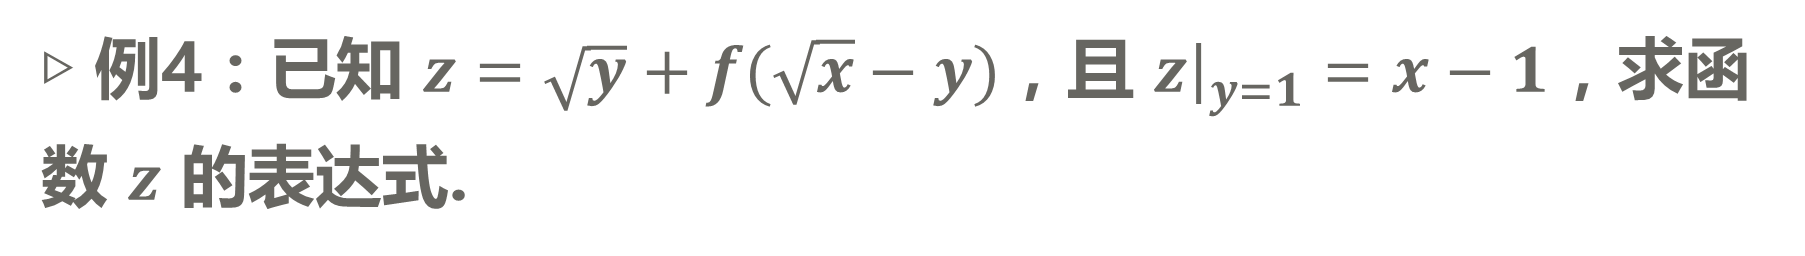 ▷ 例4：已知 z = √y + f(√x − y)，且 z|y=1 = x − 1，求函
数 z 的表达式.